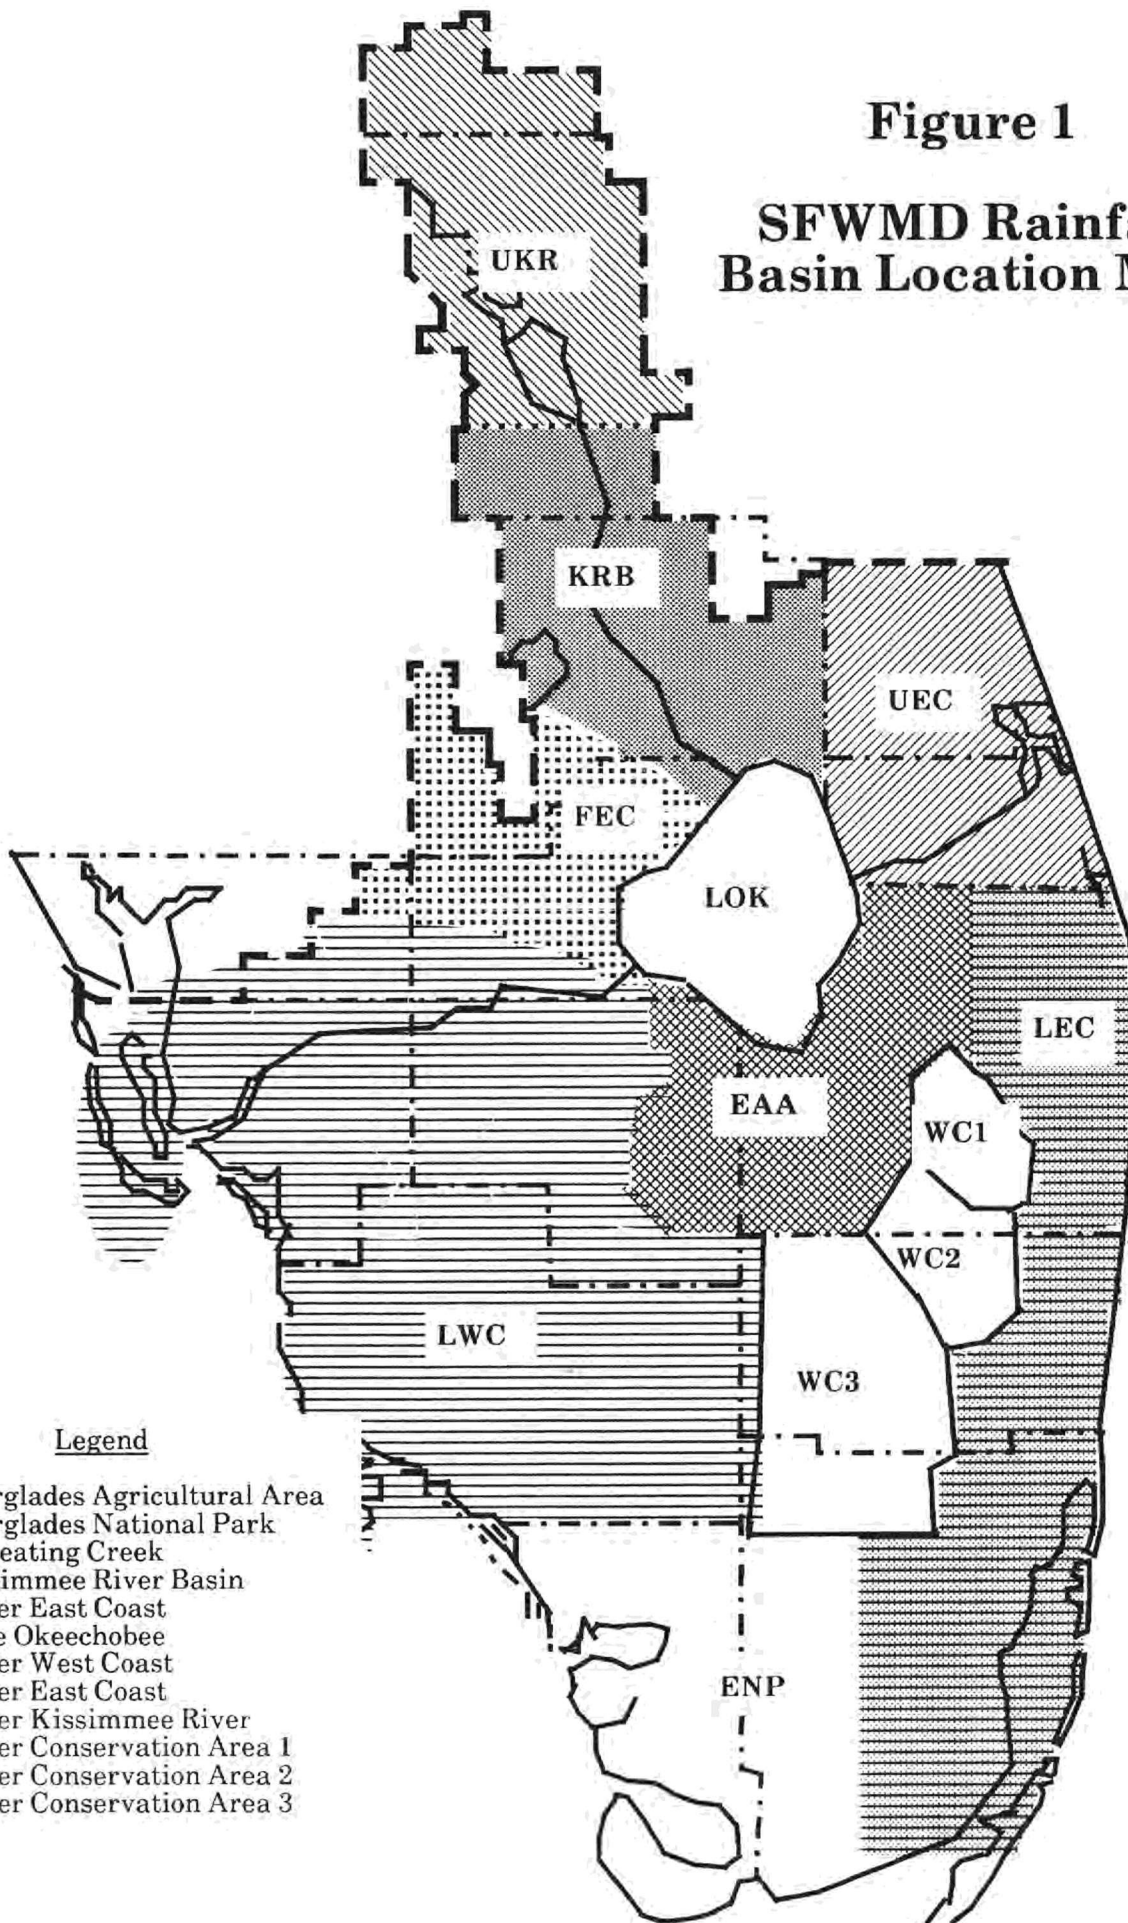 Figure 1
SFWMD Rainf
Basin Location
UKR
KRB
UEC
FEC
LOK
LEC
EAA
WC1
WC2
LWC
WC3
ENP
Legend
rglades Agricultural Area
rglades National Park
eating Creek
simmee River Basin
er East Coast
e Okeechobee
er West Coast
er East Coast
er Kissimmee River
er Conservation Area 1
er Conservation Area 2
er Conservation Area 3